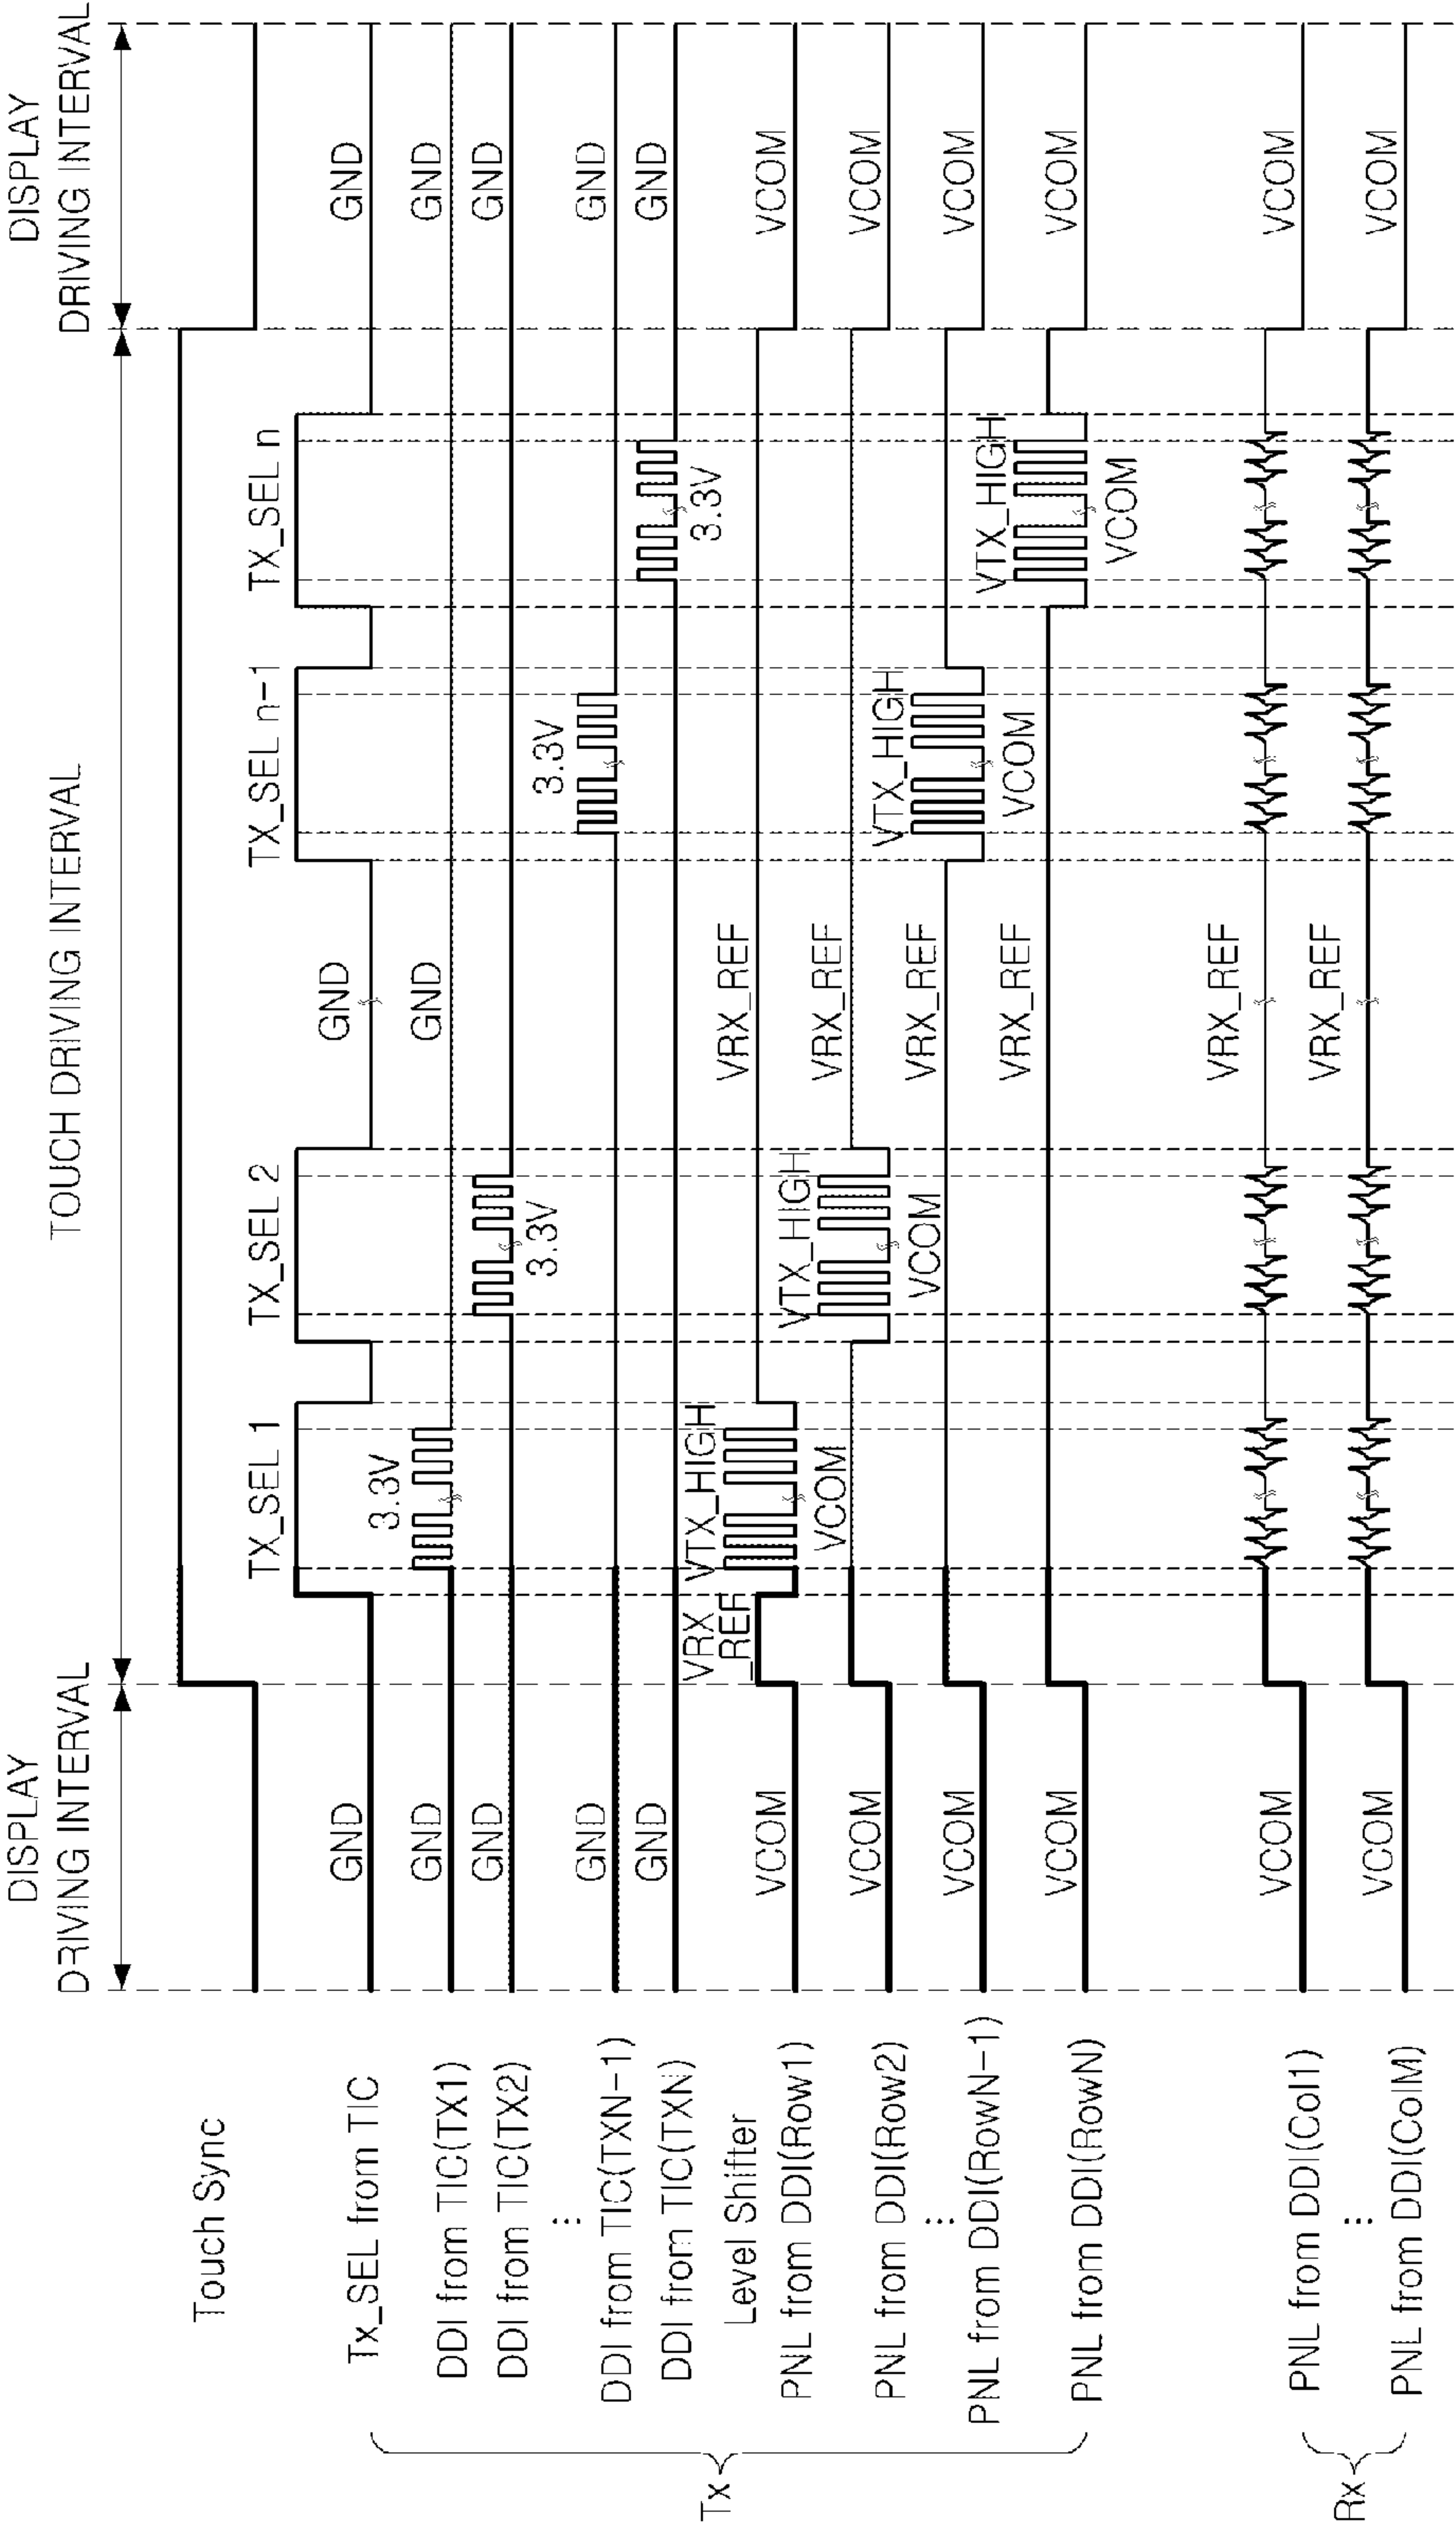 DISPLAY
DRIVING INTERVAL
TOUCH DRIVING INTERVAL
DISPLAY
DRIVING INTERVAL
Touch Sync
TX_SEL 1
TX_SEL 2
TX_SEL n-1
TX_SEL n
Tx_SEL from TIC
GND
GND
GND
DDI from TIC(TX1)
GND
3.3V
GND
GND
DDI from TIC(TX2)
GND
3.3V
GND
⋮
DDI from TIC(TXN-1)
GND
3.3V
GND
DDI from TIC(TXN)
GND
3.3V
GND
Level Shifter
PNL from DDI(Row1)
VCOM
VRX
_REF
VTX_HIGH
VCOM
VRX_REF
VCOM
PNL from DDI(Row2)
VCOM
VTX_HIGH
VCOM
VRX_REF
VCOM
⋮
PNL from DDI(RowN-1)
VCOM
VRX_REF
VTX_HIGH
VCOM
VCOM
PNL from DDI(RowN)
VCOM
VRX_REF
VTX_HIGH
VCOM
VCOM
Tx
PNL from DDI(Col1)
VCOM
VRX_REF
VCOM
⋮
PNL from DDI(ColM)
VCOM
VRX_REF
VCOM
Rx